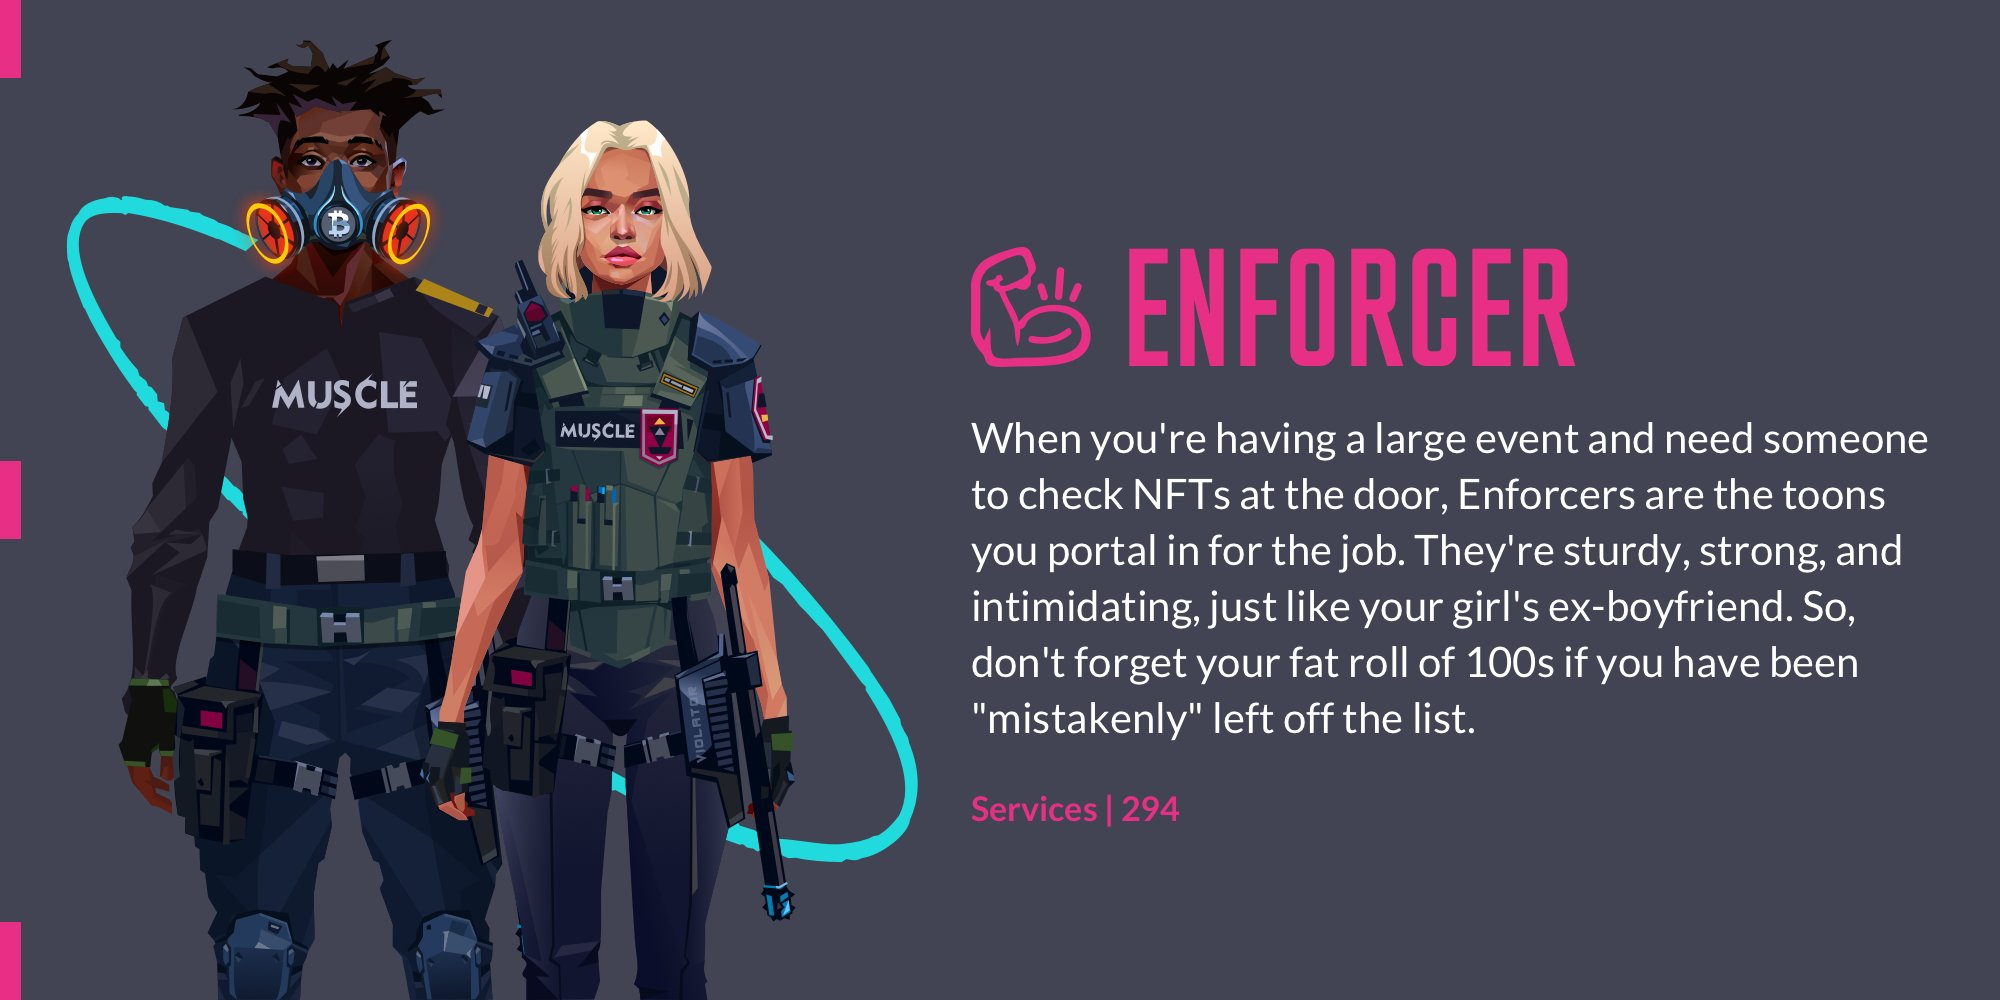 ENFORCER
When you're having a large event and need someone
to check NFTs at the door, Enforcers are the toons
you portal in for the job. They're sturdy, strong, and
intimidating, just like your girl's ex-boyfriend. So,
don't forget your fat roll of 100s if you have been
"mistakenly" left off the list.
Services | 294
MUSCLE
MUSCLE
VIOLATOR